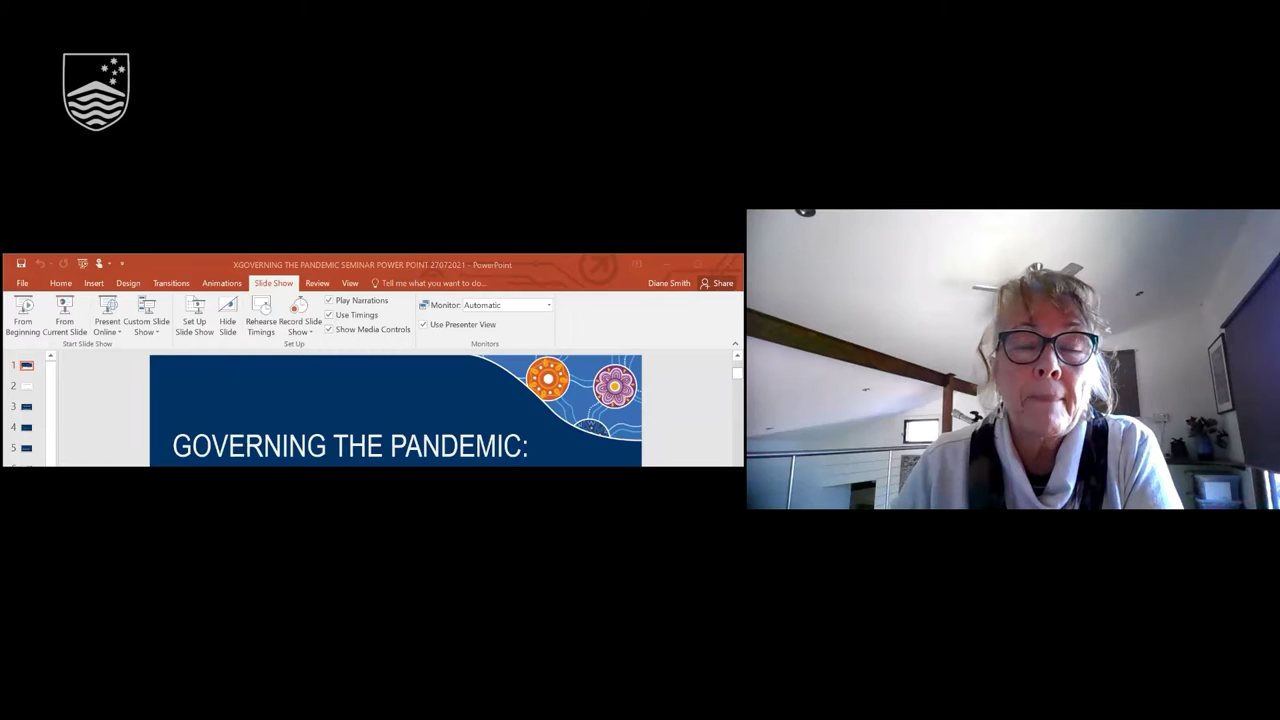 XGOVERNING THE PANDEMIC SEMINAR POWER POINT 27072021 - PowerPoint
File Home Insert Design Transitions Animations Slide Show Review View Tell me what you want to do... Diane Smith Share
From Beginning
From Current Slide
Present Online
Custom Slide Show
Set Up Slide Show
Hide Slide
Rehearse Timings
Record Slide Show
Play Narrations
Use Timings
Show Media Controls
Monitor: Automatic
Use Presenter View
Start Slide Show Set Up Monitors
1
2
3
4
5
GOVERNING THE PANDEMIC: